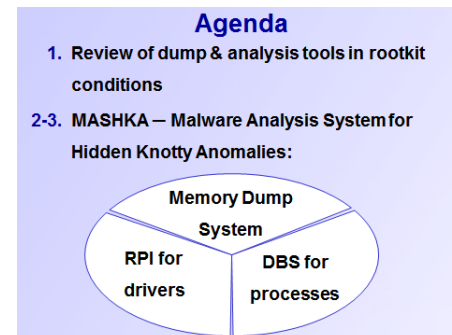 Agenda
1. Review of dump & analysis tools in rootkit
conditions
2-3. MASHKA — Malware Analysis System for
Hidden Knotty Anomalies:
Memory Dump
System
RPI for
drivers
DBS for
processes